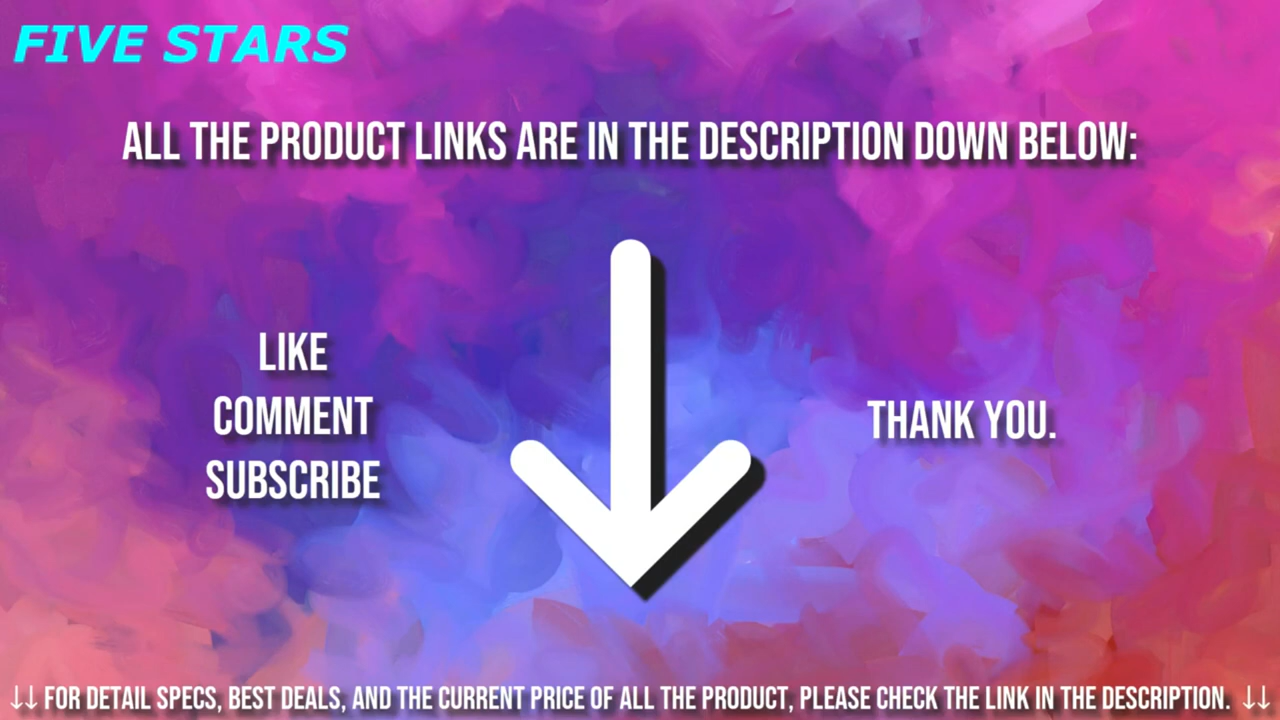 FIVE STARS
ALL THE PRODUCT LINKS ARE IN THE DESCRIPTION DOWN BELOW:
LIKE
COMMENT
SUBSCRIBE
THANK YOU.
↓↓ FOR DETAIL SPECS, BEST DEALS, AND THE CURRENT PRICE OF ALL THE PRODUCT, PLEASE CHECK THE LINK IN THE DESCRIPTION. ↓↓